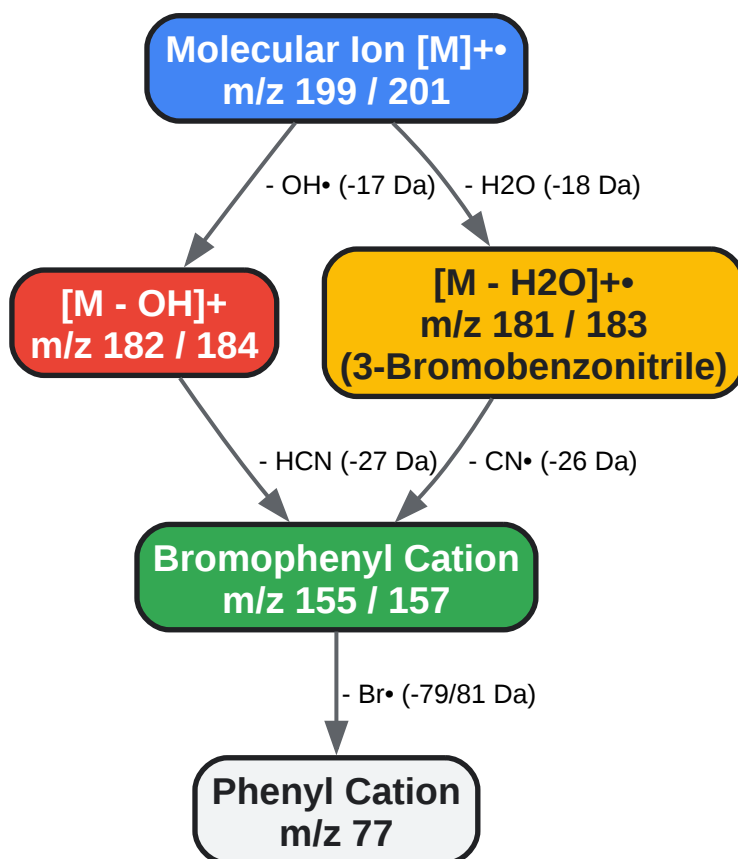 Molecular Ion [M]+•
m/z 199 / 201
- OH• (-17 Da)
- H2O (-18 Da)
[M - OH]+
m/z 182 / 184
[M - H2O]+•
m/z 181 / 183
(3-Bromobenzonitrile)
- HCN (-27 Da)
- CN• (-26 Da)
Bromophenyl Cation
m/z 155 / 157
- Br• (-79/81 Da)
Phenyl Cation
m/z 77